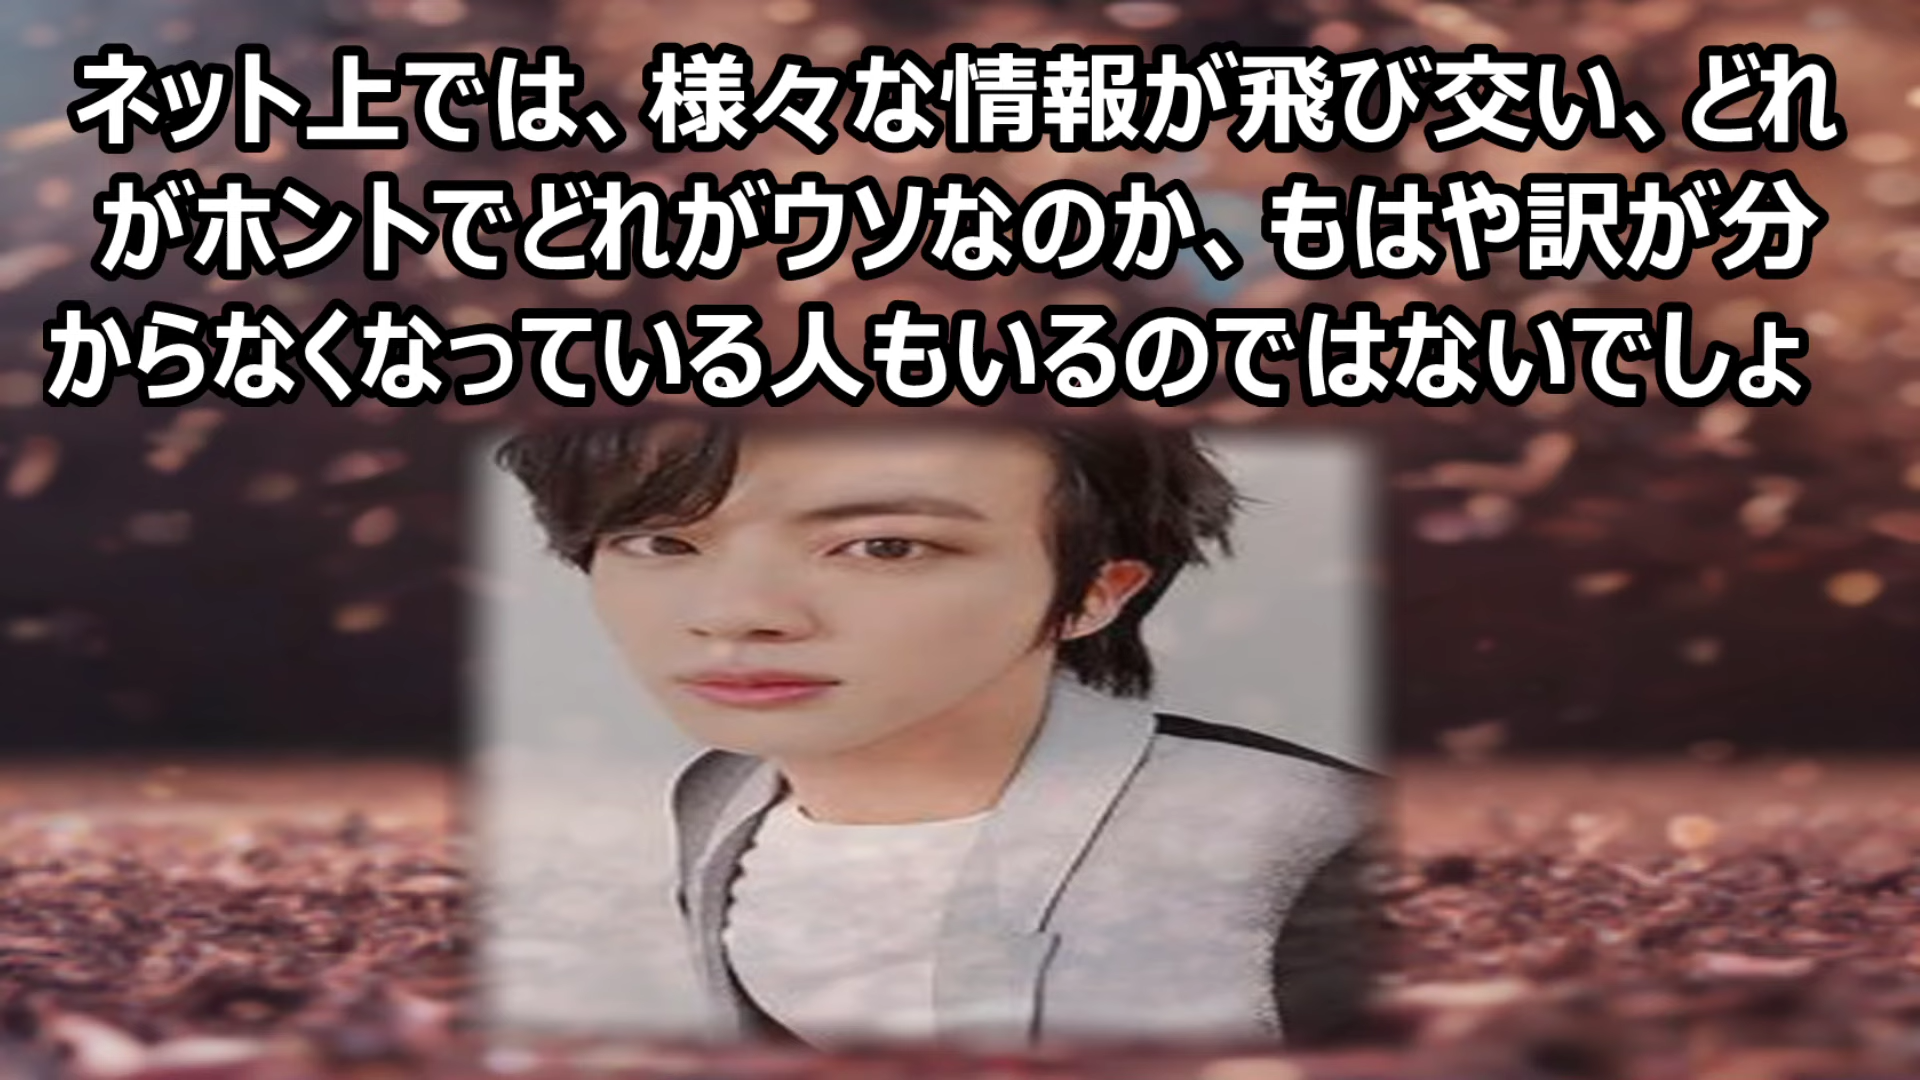 ネット上では、様々な情報が飛び交い、どれ
がホントでどれがウソなのか、もはや訳が分
からなくなっている人もいるのではないでしょ